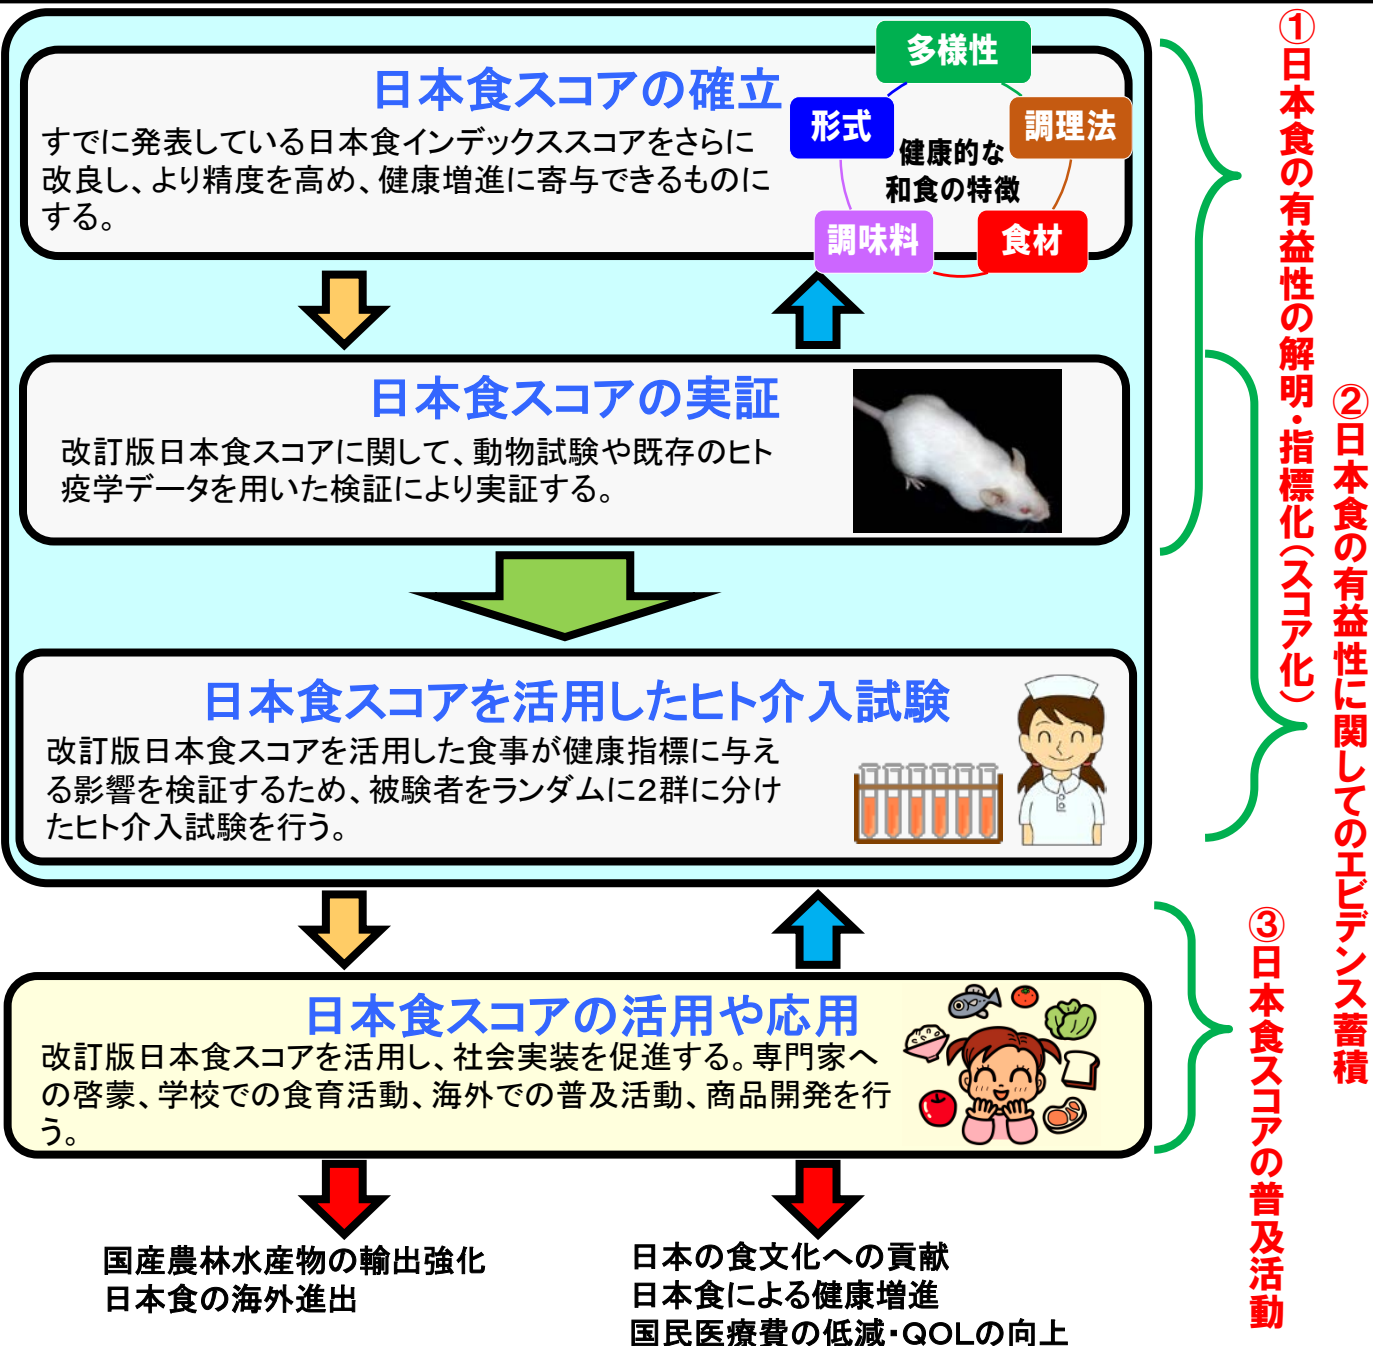 日本食スコアの確立
すでに発表している日本食インデックススコアをさらに
改良し、より精度を高め、健康増進に寄与できるものに
する。
多様性
形式
調理法
健康的な
和食の特徴
調味料
食材
日本食スコアの実証
改訂版日本食スコアに関して、動物試験や既存のヒト
疫学データを用いた検証により実証する。
日本食スコアを活用したヒト介入試験
改訂版日本食スコアを活用した食事が健康指標に与え
る影響を検証するため、被験者をランダムに2群に分け
たヒト介入試験を行う。
日本食スコアの活用や応用
改訂版日本食スコアを活用し、社会実装を促進する。専門家へ
の啓蒙、学校での食育活動、海外での普及活動、商品開発を行
う。
国産農林水産物の輸出強化
日本食の海外進出
日本の食文化への貢献
日本食による健康増進
国民医療費の低減・QOLの向上
①日本食の有益性の解明・指標化(スコア化)
②日本食の有益性に関してのエビデンス蓄積
③日本食スコアの普及活動